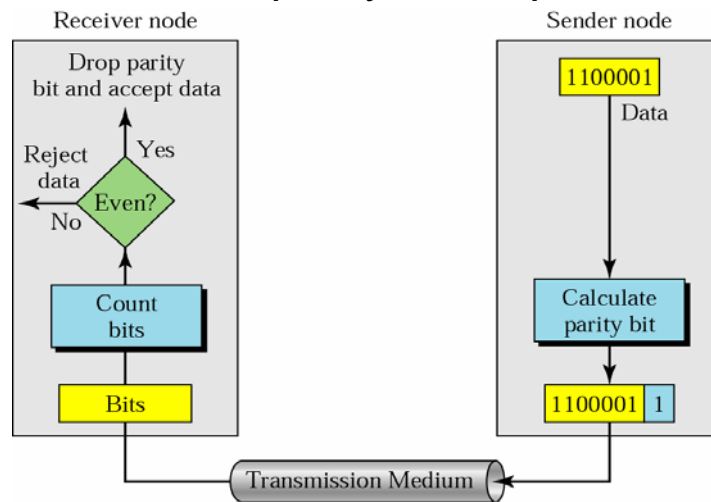 Receiver node
Drop parity
bit and accept data
Yes
Reject
data
No
Even?
Count
bits
Bits
Transmission Medium
Sender node
1100001
Data
Calculate
parity bit
1100001 1